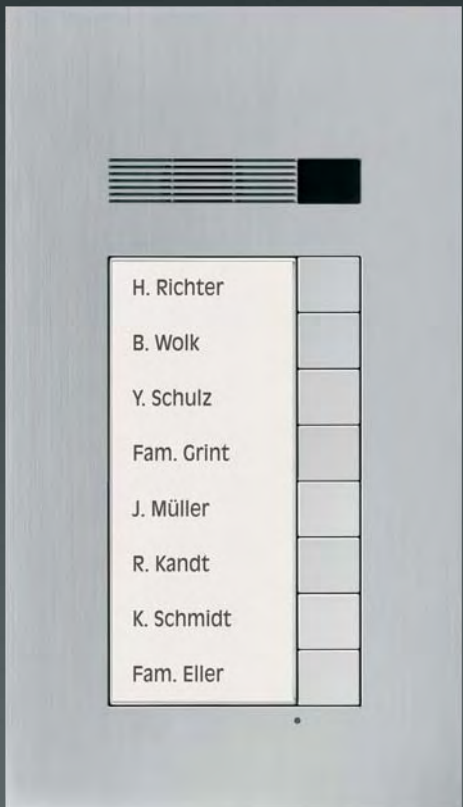 H. Richter
B. Wolk
Y. Schulz
Fam. Grint
J. Müller
R. Kandt
K. Schmidt
Fam. Eller